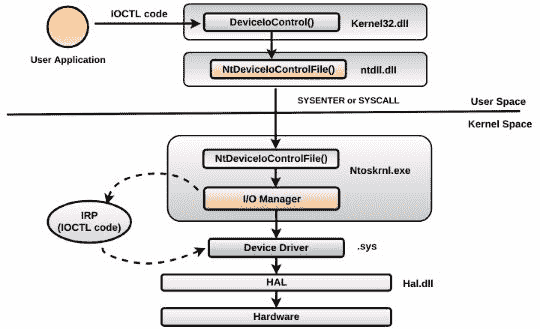 IOCTL code
DeviceIoControl()
Kernel32.dll
User Application
NtDeviceIoControlFile()
ntdll.dll
SYSENTER or SYSCALL
User Space
Kernel Space
NtDeviceIoControlFile()
Ntoskrnl.exe
I/O Manager
IRP
(IOCTL code)
Device Driver
.sys
HAL
Hal.dll
Hardware